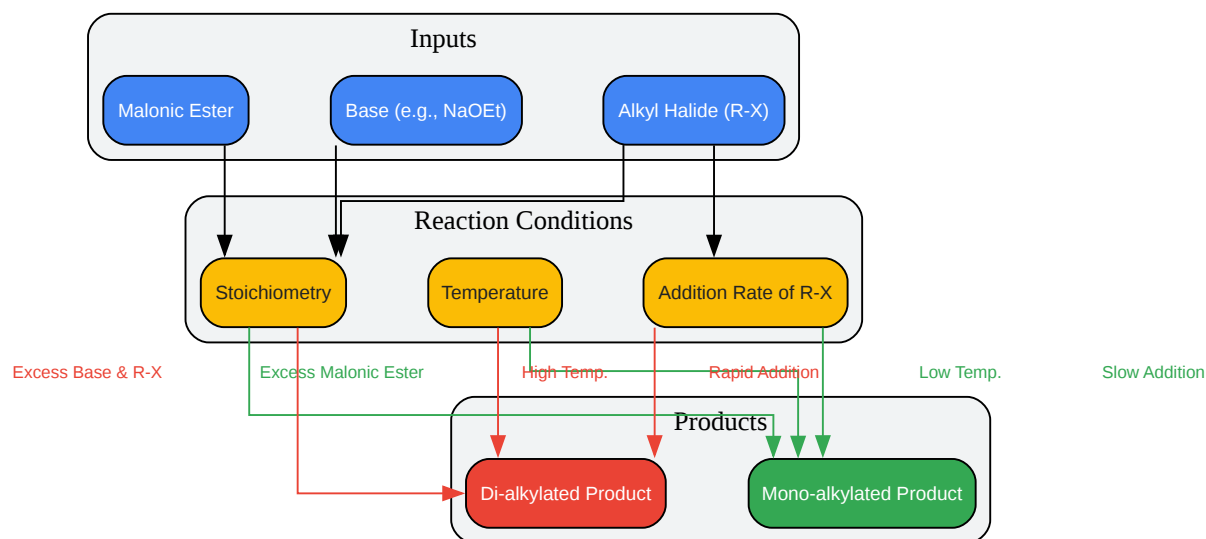 Inputs
Malonic Ester
Base (e.g., NaOEt)
Alkyl Halide (R-X)
Reaction Conditions
Stoichiometry
Temperature
Addition Rate of R-X
Excess Base & R-X
Excess Malonic Ester
High Temp.
Rapid Addition
Low Temp.
Slow Addition
Products
Di-alkylated Product
Mono-alkylated Product